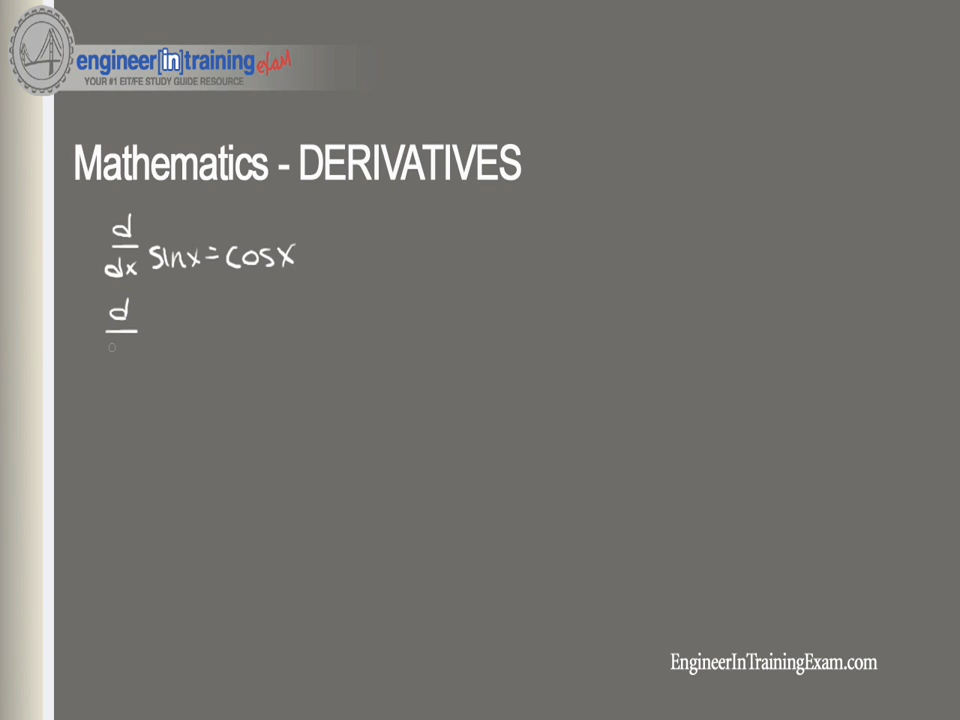 engineer[in]training exam
YOUR #1 EIT/FE STUDY GUIDE RESOURCE
Mathematics - DERIVATIVES
d/dx sinx = cosx
d
EngineerInTrainingExam.com